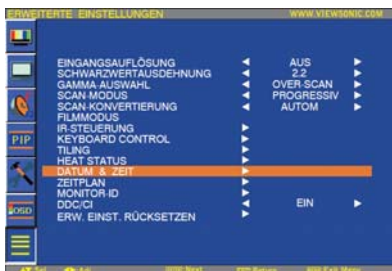 ERWEITERTE EINSTELLUNGEN WWW.VIEWSONIC.COM
EINGANGSAUFLÖSUNG AUS
SCHWARZWERTAUSDEHNUNG 2.2
GAMMA-AUSWAHL OVER-SCAN
SCAN-MODUS PROGRESSIV
SCAN-KONVERTIERUNG AUTOM
FILMMODUS
IR-STEUERUNG
KEYBOARD CONTROL
TILING
HEAT STATUS
DATUM & ZEIT
ZEITPLAN
MONITOR-ID
DDC/CI EIN
ERW. EINST. RÜCKSETZEN
PIP
OSD